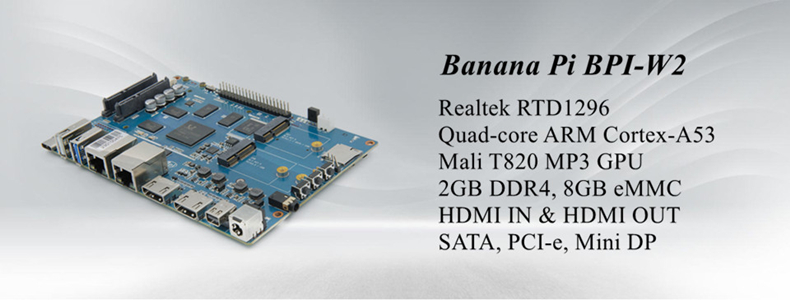 Banana Pi BPI-W2
Realtek RTD1296
Quad-core ARM Cortex-A53
Mali T820 MP3 GPU
2GB DDR4, 8GB eMMC
HDMI IN & HDMI OUT
SATA, PCI-e, Mini DP